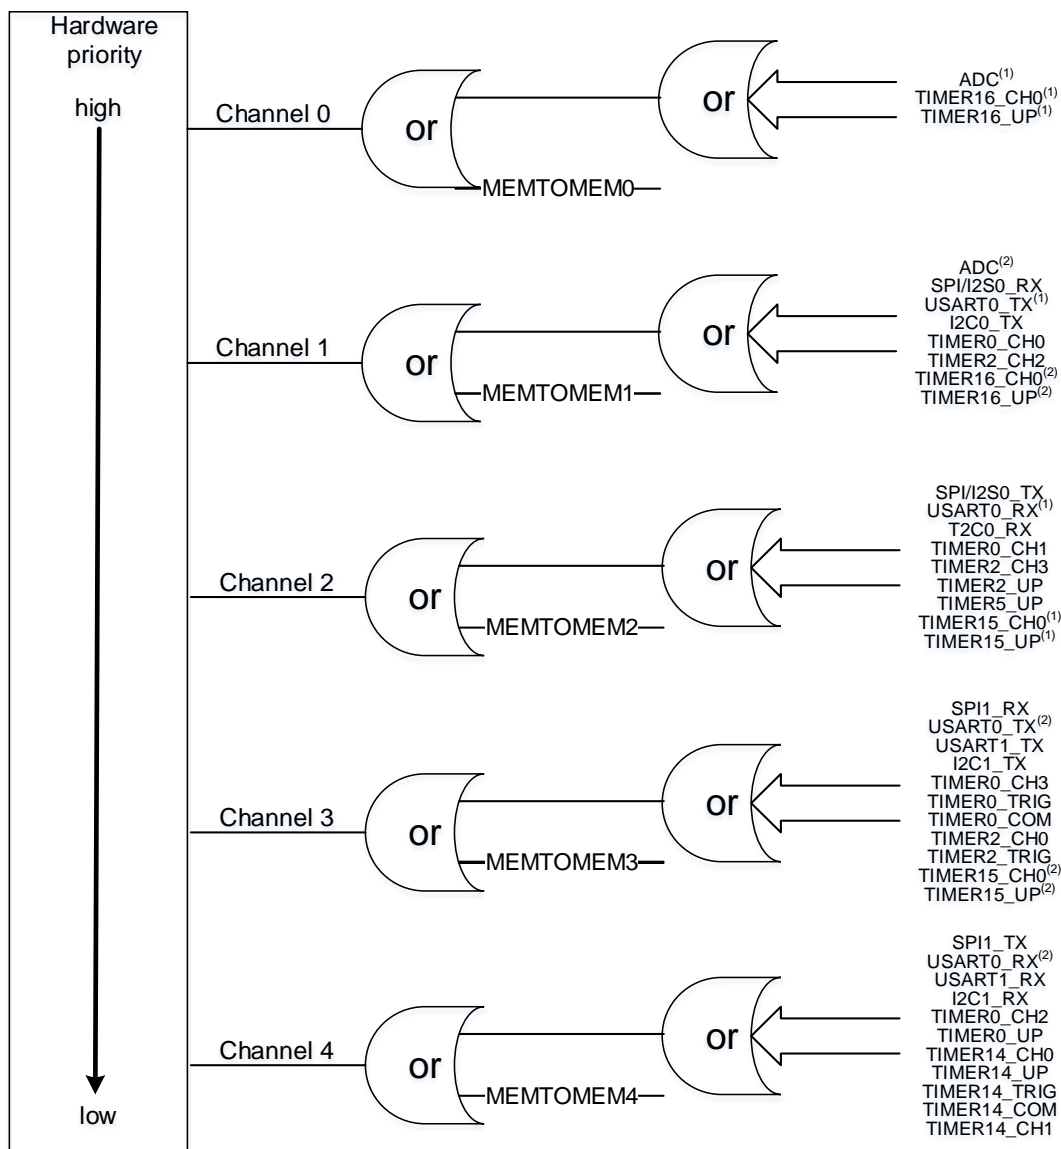 Hardware
priority
high
low
Channel 0
or
MEMTOMEM0
or
ADC(1)
TIMER16_CH0(1)
TIMER16_UP(1)
Channel 1
or
MEMTOMEM1
or
ADC(2)
SPI/I2S0_RX
USART0_TX(1)
I2C0_TX
TIMER0_CH0
TIMER2_CH2
TIMER16_CH0(2)
TIMER16_UP(2)
Channel 2
or
MEMTOMEM2
or
SPI/I2S0_TX
USART0_RX(1)
T2C0_RX
TIMER0_CH1
TIMER2_CH3
TIMER2_UP
TIMER5_UP
TIMER15_CH0(1)
TIMER15_UP(1)
Channel 3
or
MEMTOMEM3
or
SPI1_RX
USART0_TX(2)
USART1_TX
I2C1_TX
TIMER0_CH3
TIMER0_TRIG
TIMER0_COM
TIMER2_CH0
TIMER2_TRIG
TIMER15_CH0(2)
TIMER15_UP(2)
Channel 4
or
MEMTOMEM4
or
SPI1_TX
USART0_RX(2)
USART1_RX
I2C1_RX
TIMER0_CH2
TIMER0_UP
TIMER14_CH0
TIMER14_UP
TIMER14_TRIG
TIMER14_COM
TIMER14_CH1